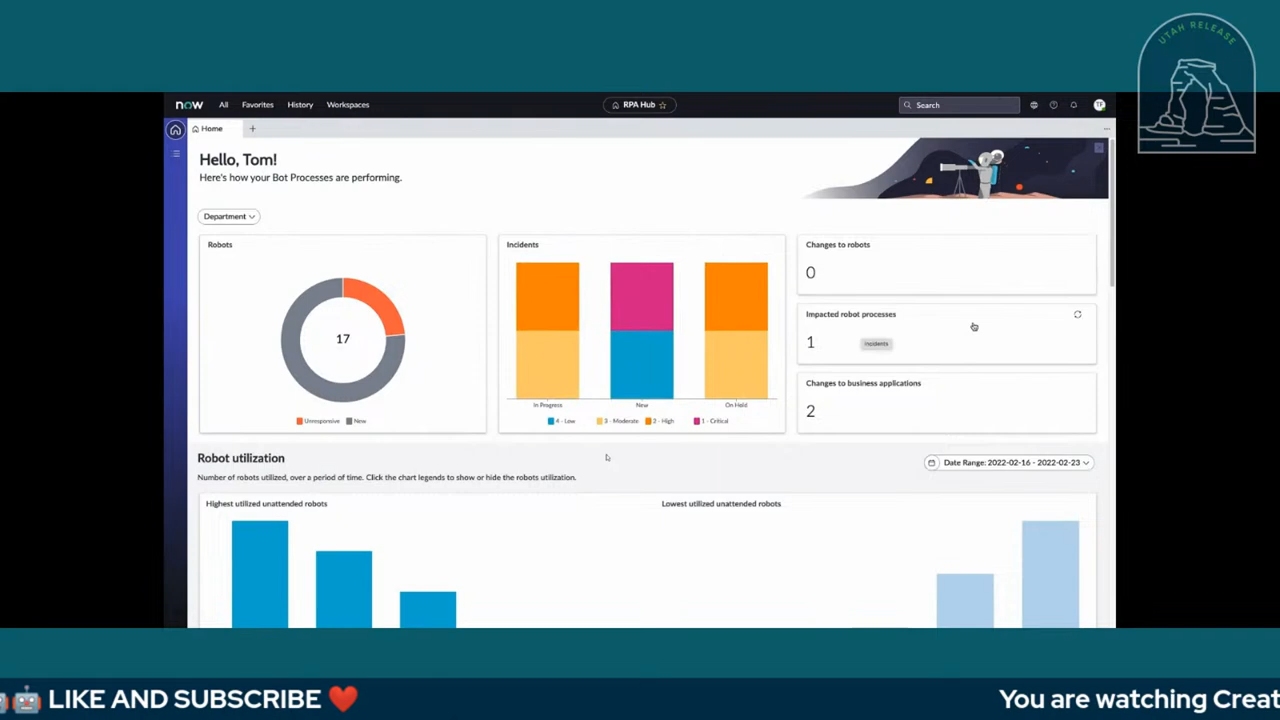 UTAH RELEASE
now All Favorites History Workspaces RPA Hub Search TF
Home
Hello, Tom!
Here's how your Bot Processes are performing.
Department
Robots
17
Unresponsive New
Incidents
In Progress New On Hold
4 - Low 3 - Moderate 2 - High 1 - Critical
Changes to robots
0
Impacted robot processes
1
Incidents
Changes to business applications
2
Robot utilization
Date Range: 2022-02-16 - 2022-02-23
Number of robots utilized, over a period of time. Click the chart legends to show or hide the robots utilization.
Highest utilized unattended robots
Lowest utilized unattended robots
LIKE AND SUBSCRIBE
You are watching Creat